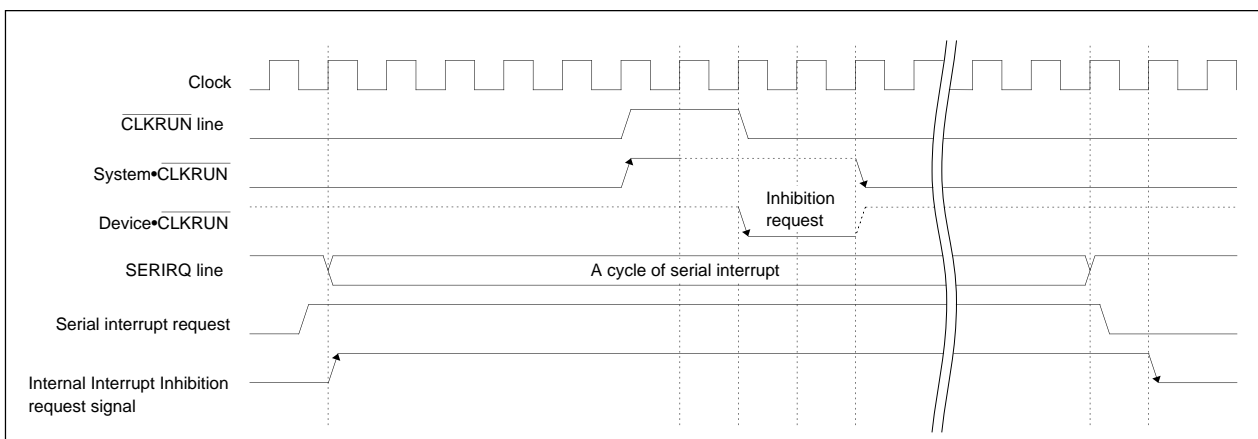 Clock
CLKRUN line
System•CLKRUN
Inhibition
request
Device•CLKRUN
SERIRQ line
A cycle of serial interrupt
Serial interrupt request
Internal Interrupt Inhibition
request signal